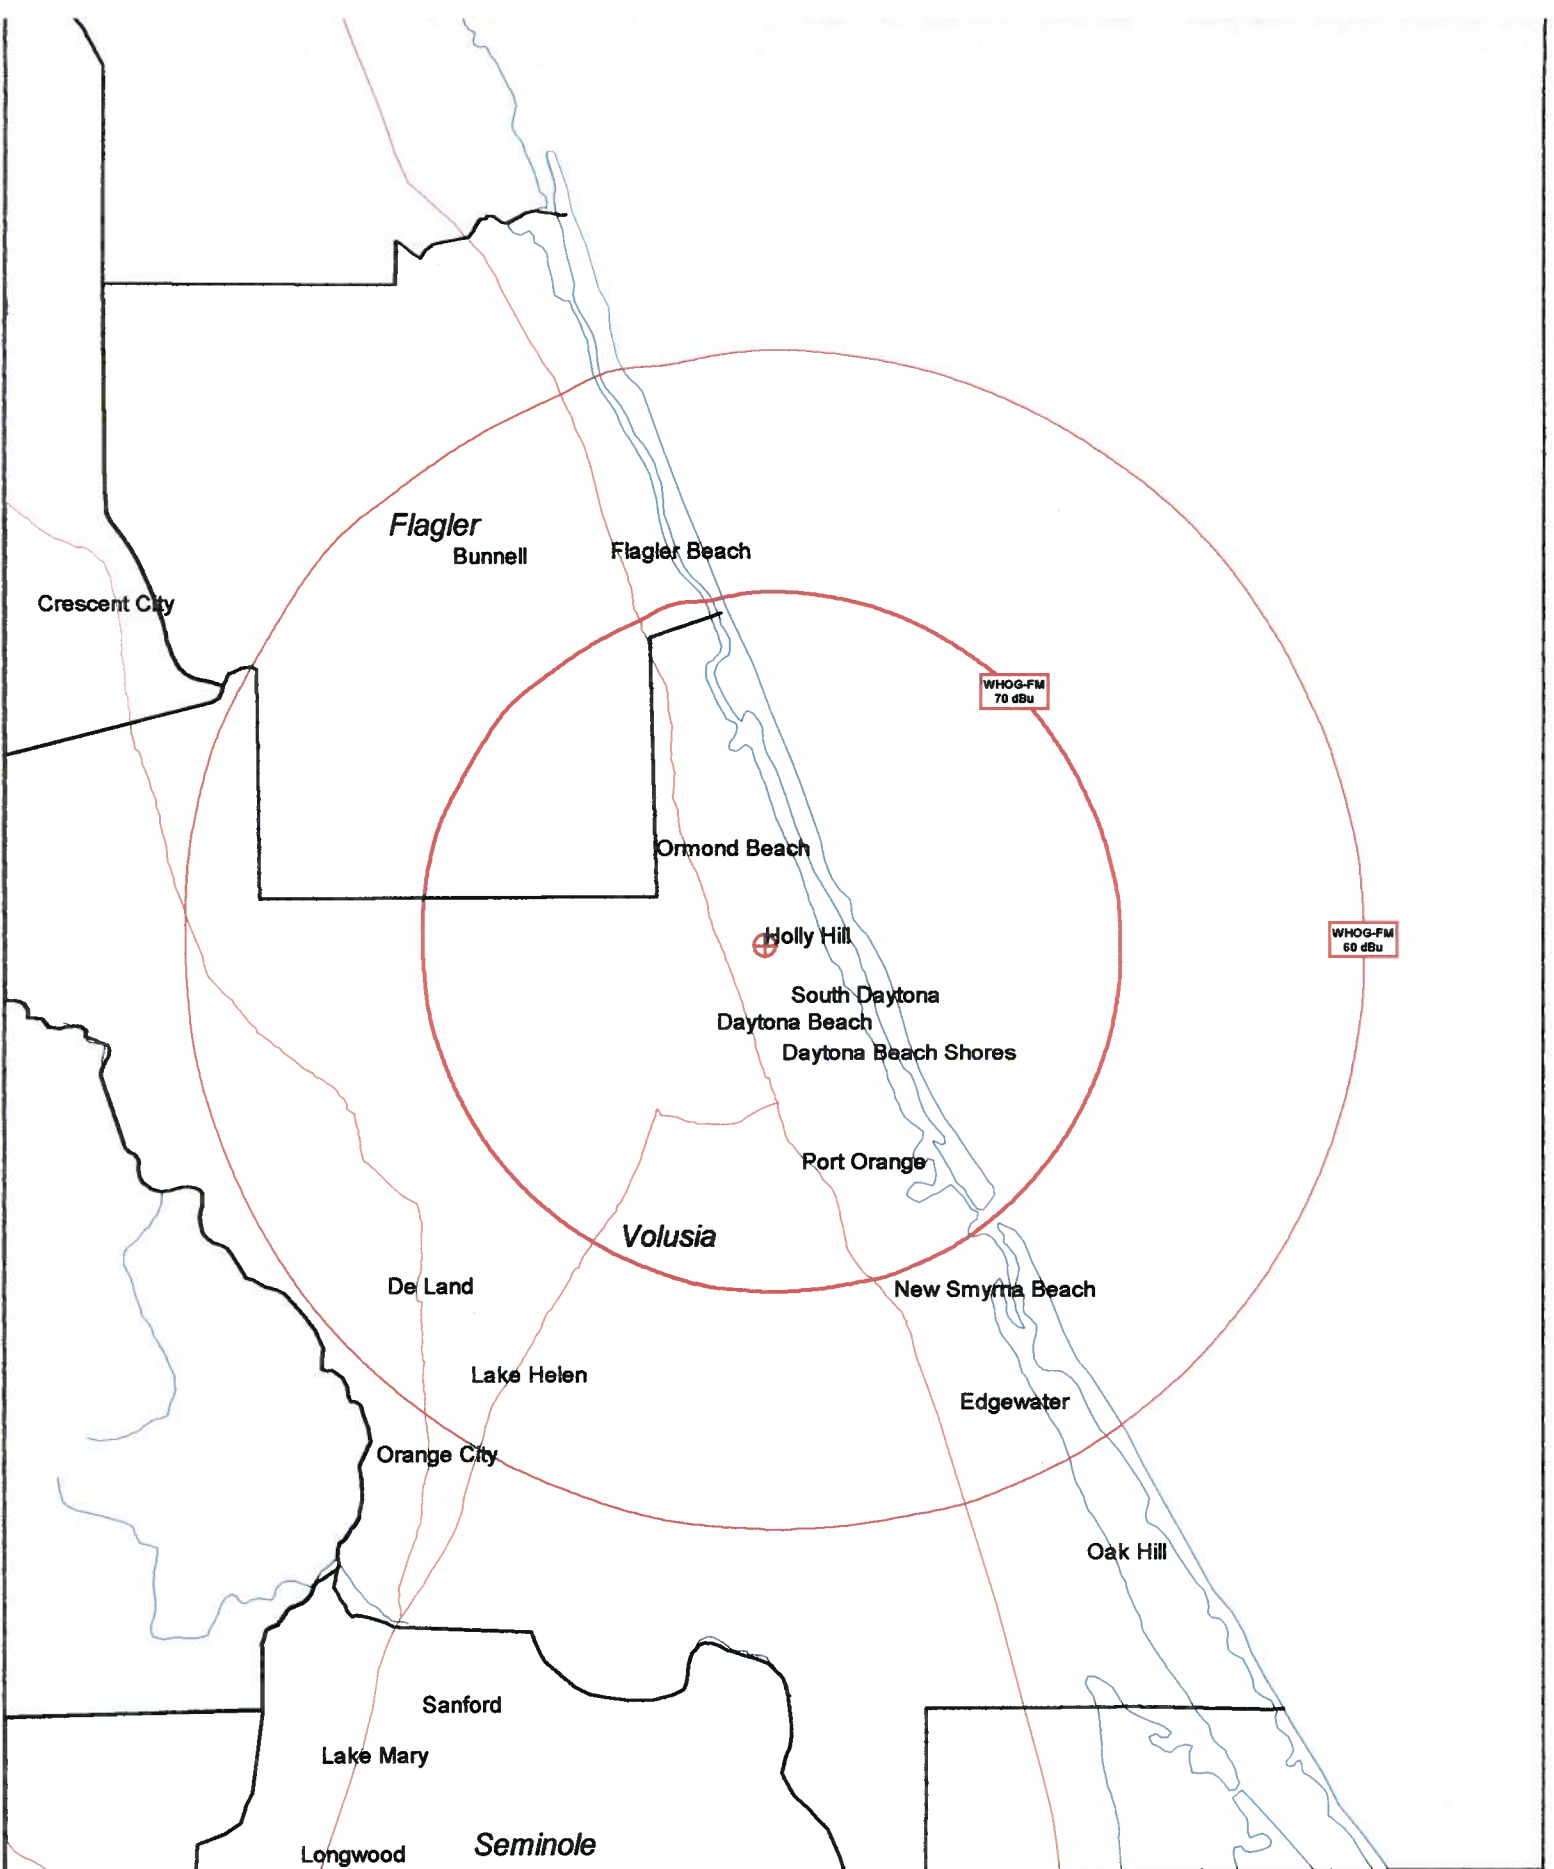 Flagler
Bunnell
Flagler Beach
Crescent City
WHOG-FM
70 dBu
Ormond Beach
Holly Hill
WHOG-FM
60 dBu
South Daytona
Daytona Beach
Daytona Beach Shores
Port Orange
Volusia
De Land
New Smyrna Beach
Lake Helen
Edgewater
Orange City
Oak Hill
Sanford
Lake Mary
Seminole
Longwood